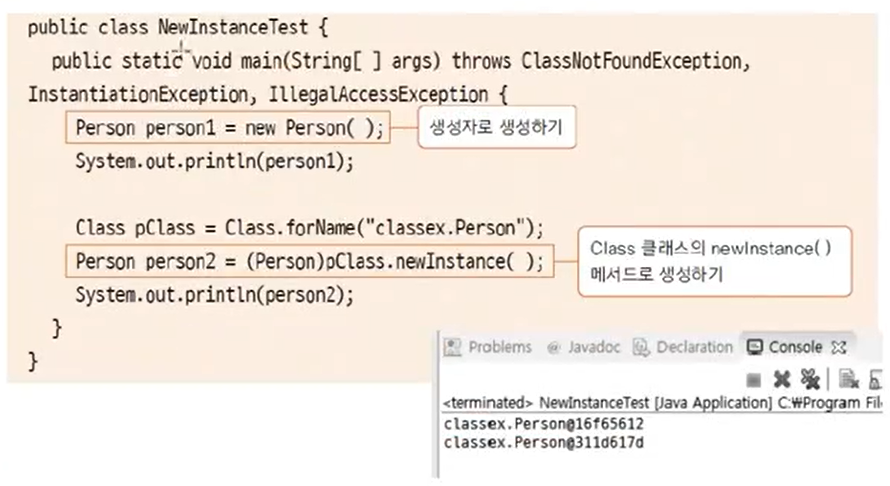 public class NewInstanceTest {
public static void main(String[ ] args) throws ClassNotFoundException,
InstantiationException, IllegalAccessException {
Person person1 = new Person( );
생성자로 생성하기
System.out.println(person1);
Class pClass = Class.forName("classex.Person");
Person person2 = (Person)pClass.newInstance( );
Class 클래스의 newInstance( )
메서드로 생성하기
System.out.println(person2);
}
}
Problems @ Javadoc Declaration Console
<terminated> NewInstanceTest [Java Application] C:₩Program Fil
classex.Person@16f65612
classex.Person@311d617d